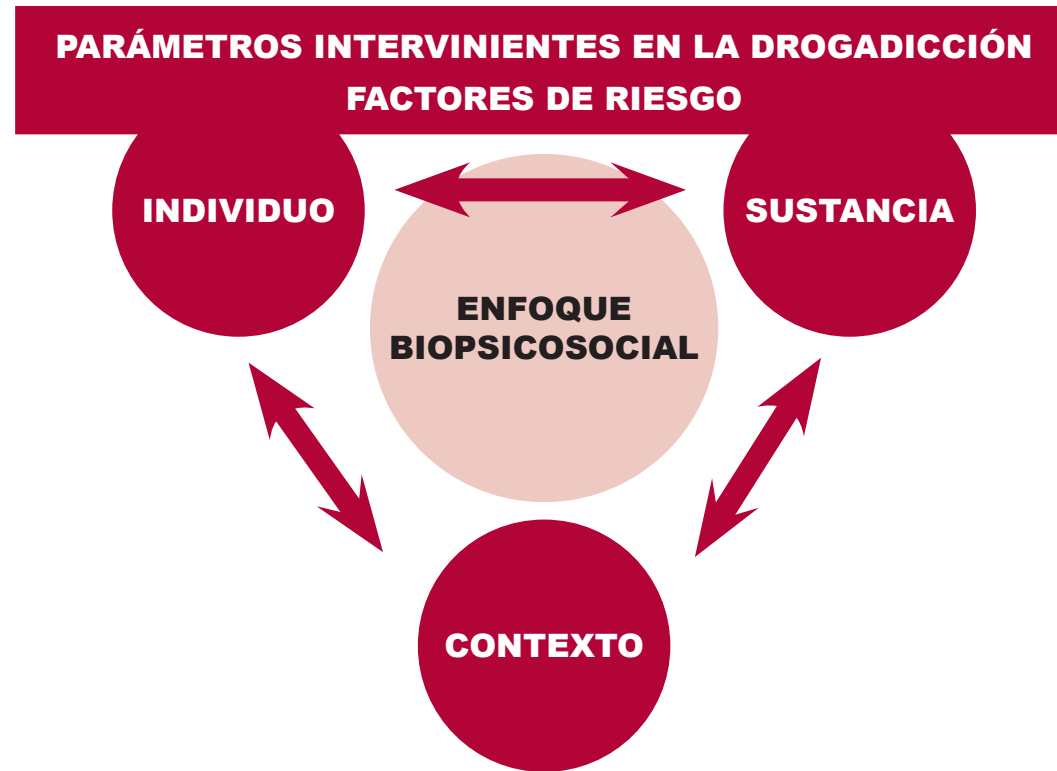 PARÁMETROS INTERVINIENTES EN LA DROGADICCIÓN
FACTORES DE RIESGO
INDIVIDUO
SUSTANCIA
ENFOQUE
BIOPSICOSOCIAL
CONTEXTO